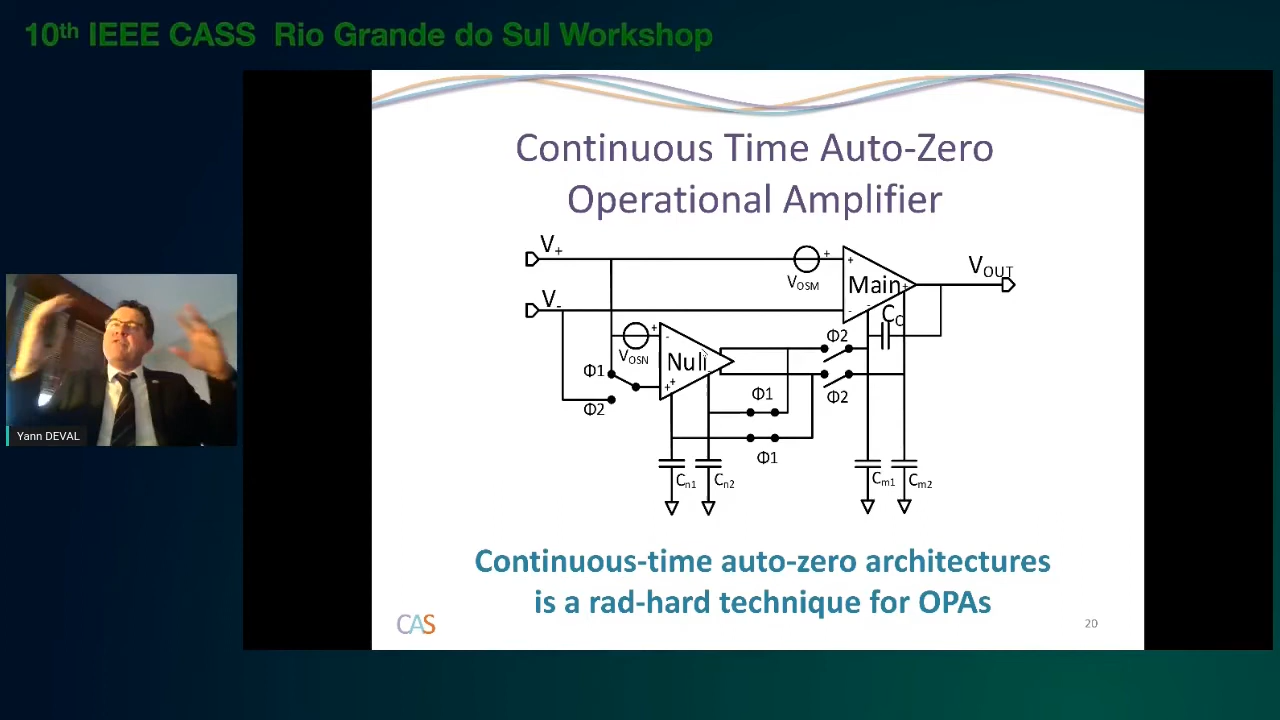 10th IEEE CASS Rio Grande do Sul Workshop
Continuous Time Auto-Zero
Operational Amplifier
V+
V-
VOSM
Main
VOUT
CC
VOSN
Null
Φ1
Φ2
Φ2
Φ2
Φ1
Φ1
Cn1
Cn2
Cm1
Cm2
Yann DEVAL
Continuous-time auto-zero architectures
is a rad-hard technique for OPAs
CAS
20